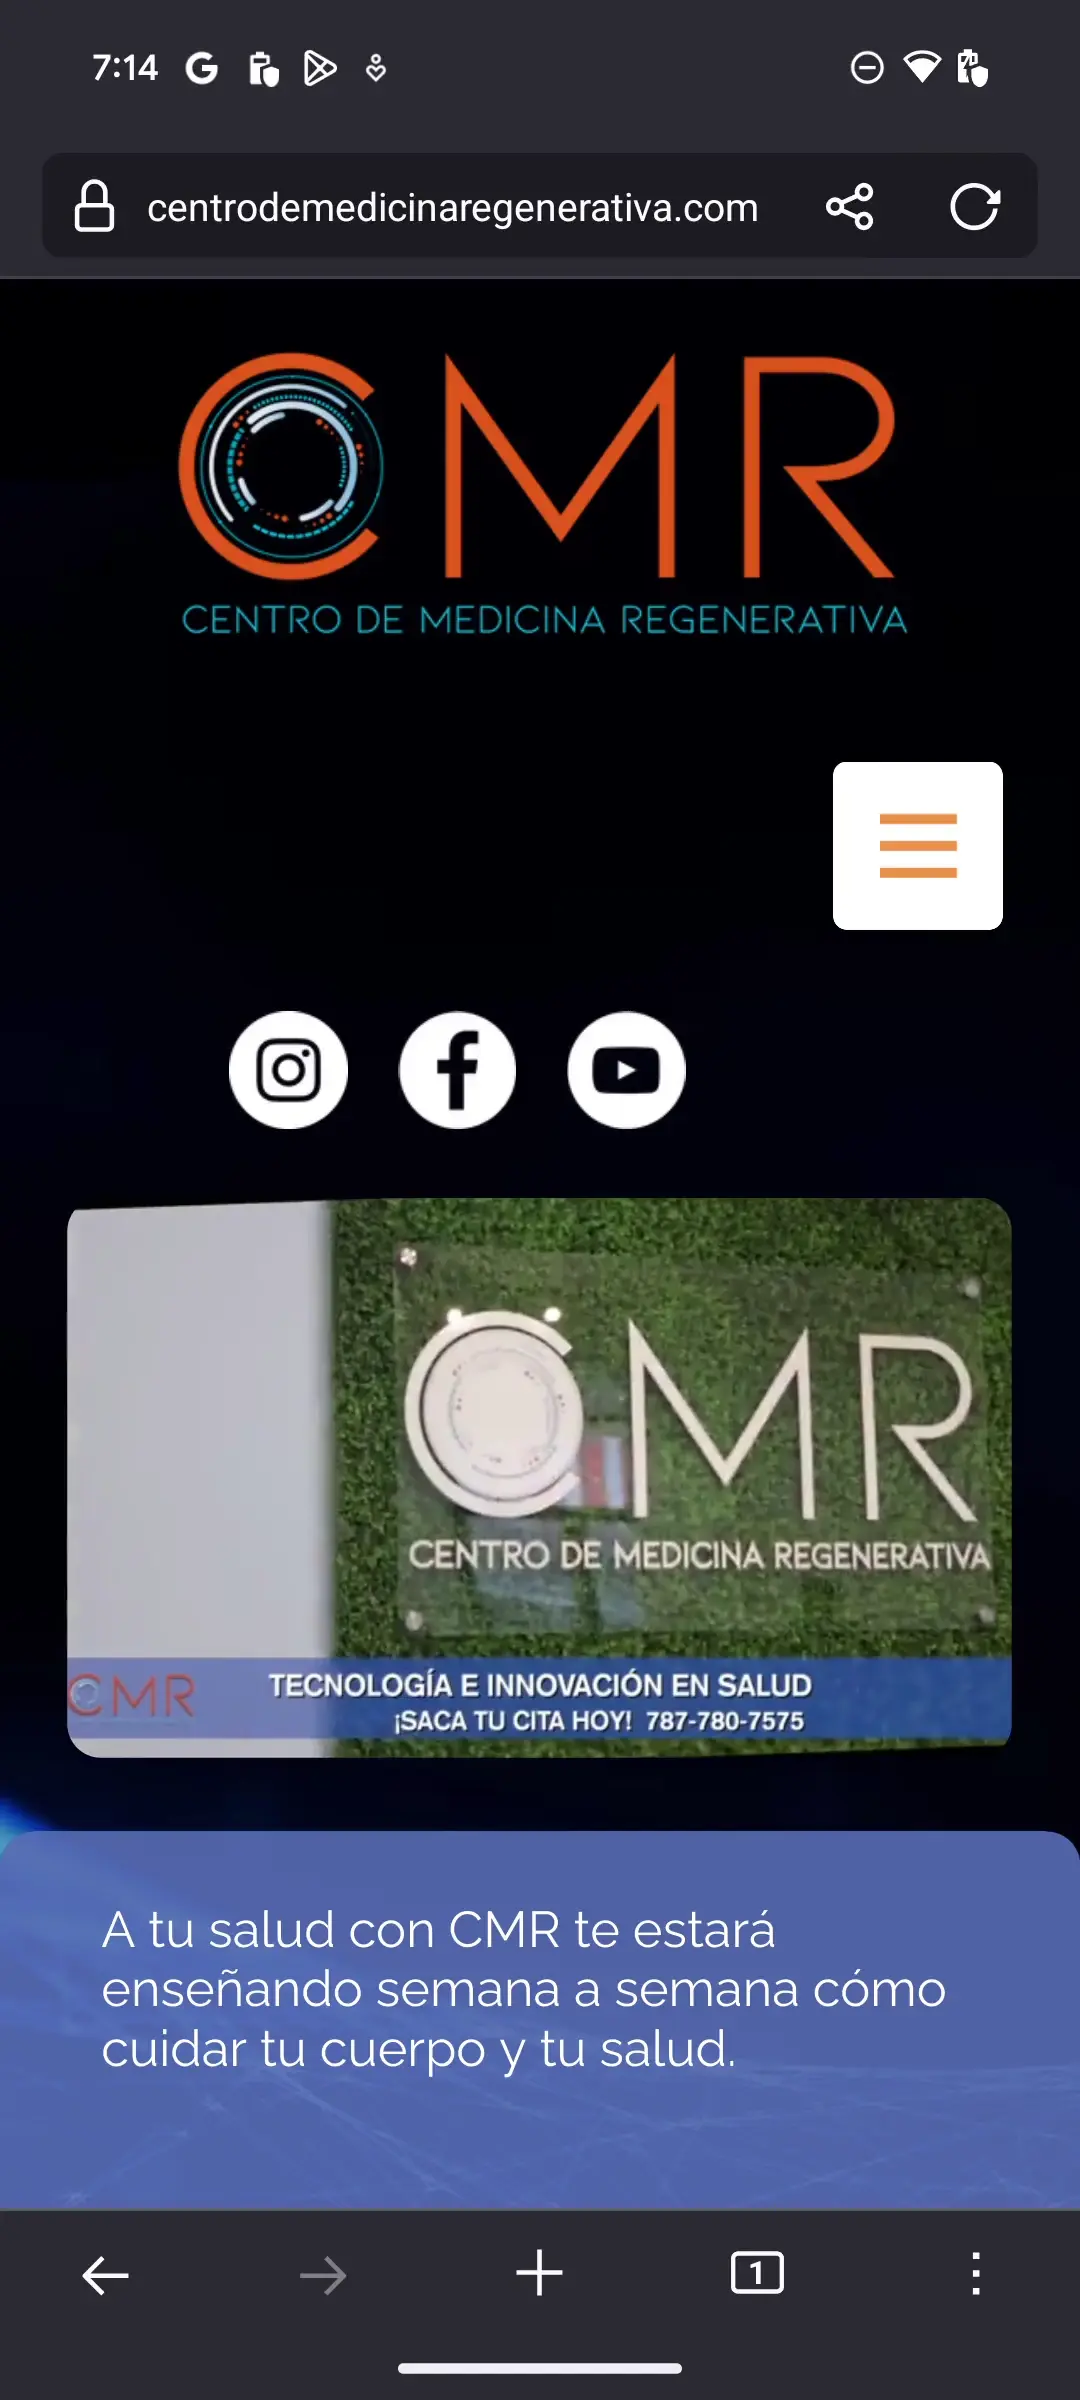 7:14
centrodemedicinaregenerativa.com
CMR
CENTRO DE MEDICINA REGENERATIVA
CMR
CENTRO DE MEDICINA REGENERATIVA
CMR
TECNOLOGÍA E INNOVACIÓN EN SALUD
¡SACA TU CITA HOY! 787-780-7575
A tu salud con CMR te estará
enseñando semana a semana cómo
cuidar tu cuerpo y tu salud.
1